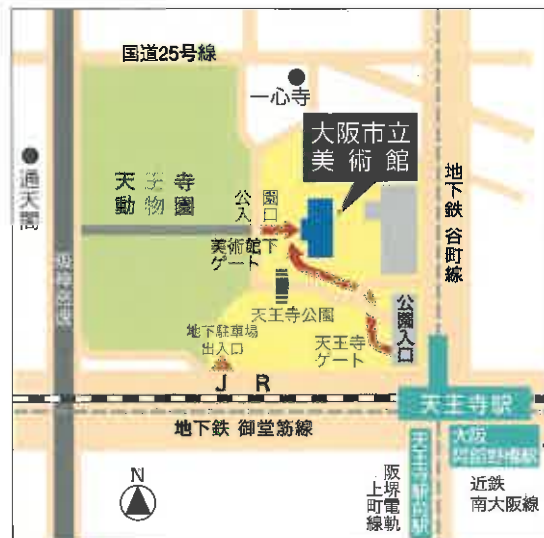 国道25号線
一心寺
大阪市立
美術館
通天閣
天王寺
動物園
公園
入口
美術館下
ゲート
地下鉄 谷町線
天王寺公園
地下駐車場
出入口
天王寺
ゲート
公園入口
JR
天王寺駅
地下鉄 御堂筋線
天王寺駅前駅
大阪
阿部野橋駅
阪堺電軌
上町線
近鉄
南大阪線
N